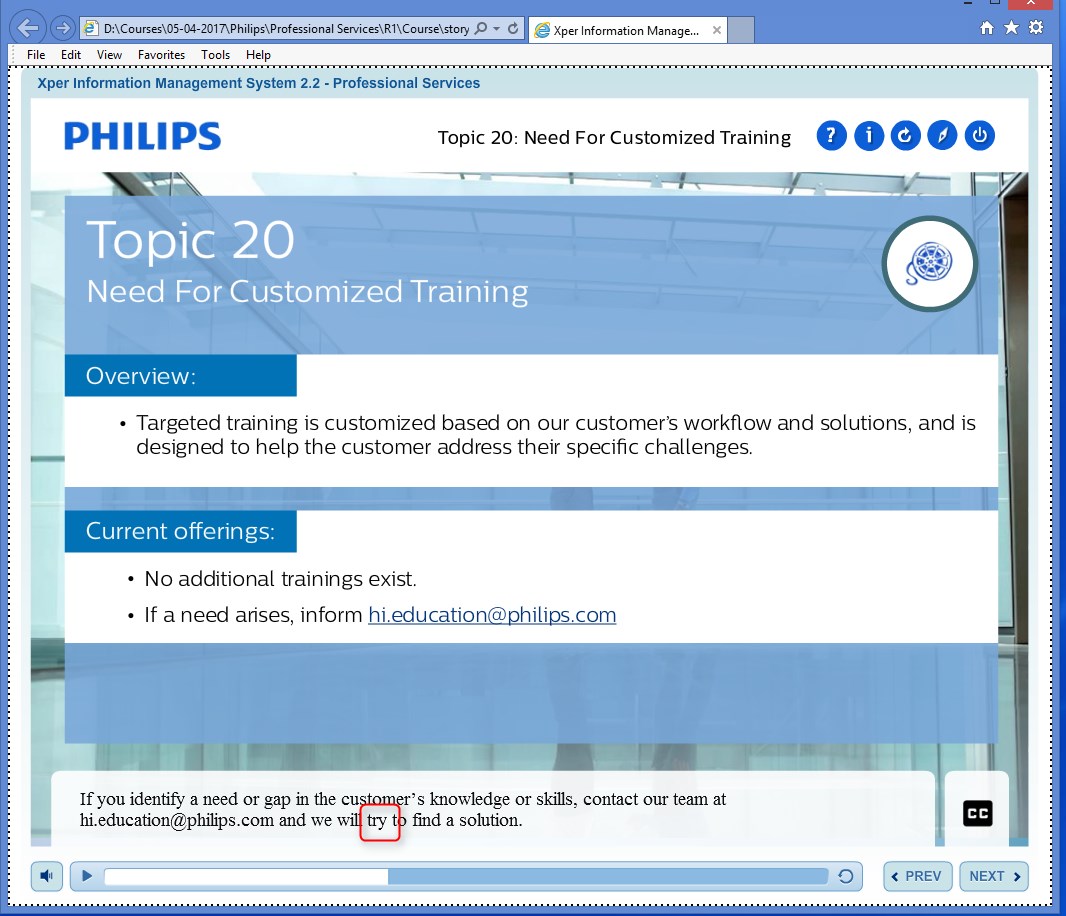 D:\Courses\05-04-2017\Philips\Professional Services\R1\Course\story
Xper Information Manage...
File Edit View Favorites Tools Help
Xper Information Management System 2.2 - Professional Services
PHILIPS
Topic 20: Need For Customized Training
? i
Topic 20
Need For Customized Training
Overview:
• Targeted training is customized based on our customer's workflow and solutions, and is
designed to help the customer address their specific challenges.
Current offerings:
• No additional trainings exist.
• If a need arises, inform hi.education@philips.com
If you identify a need or gap in the customer's knowledge or skills, contact our team at
hi.education@philips.com and we will try to find a solution.
CC
PREV NEXT